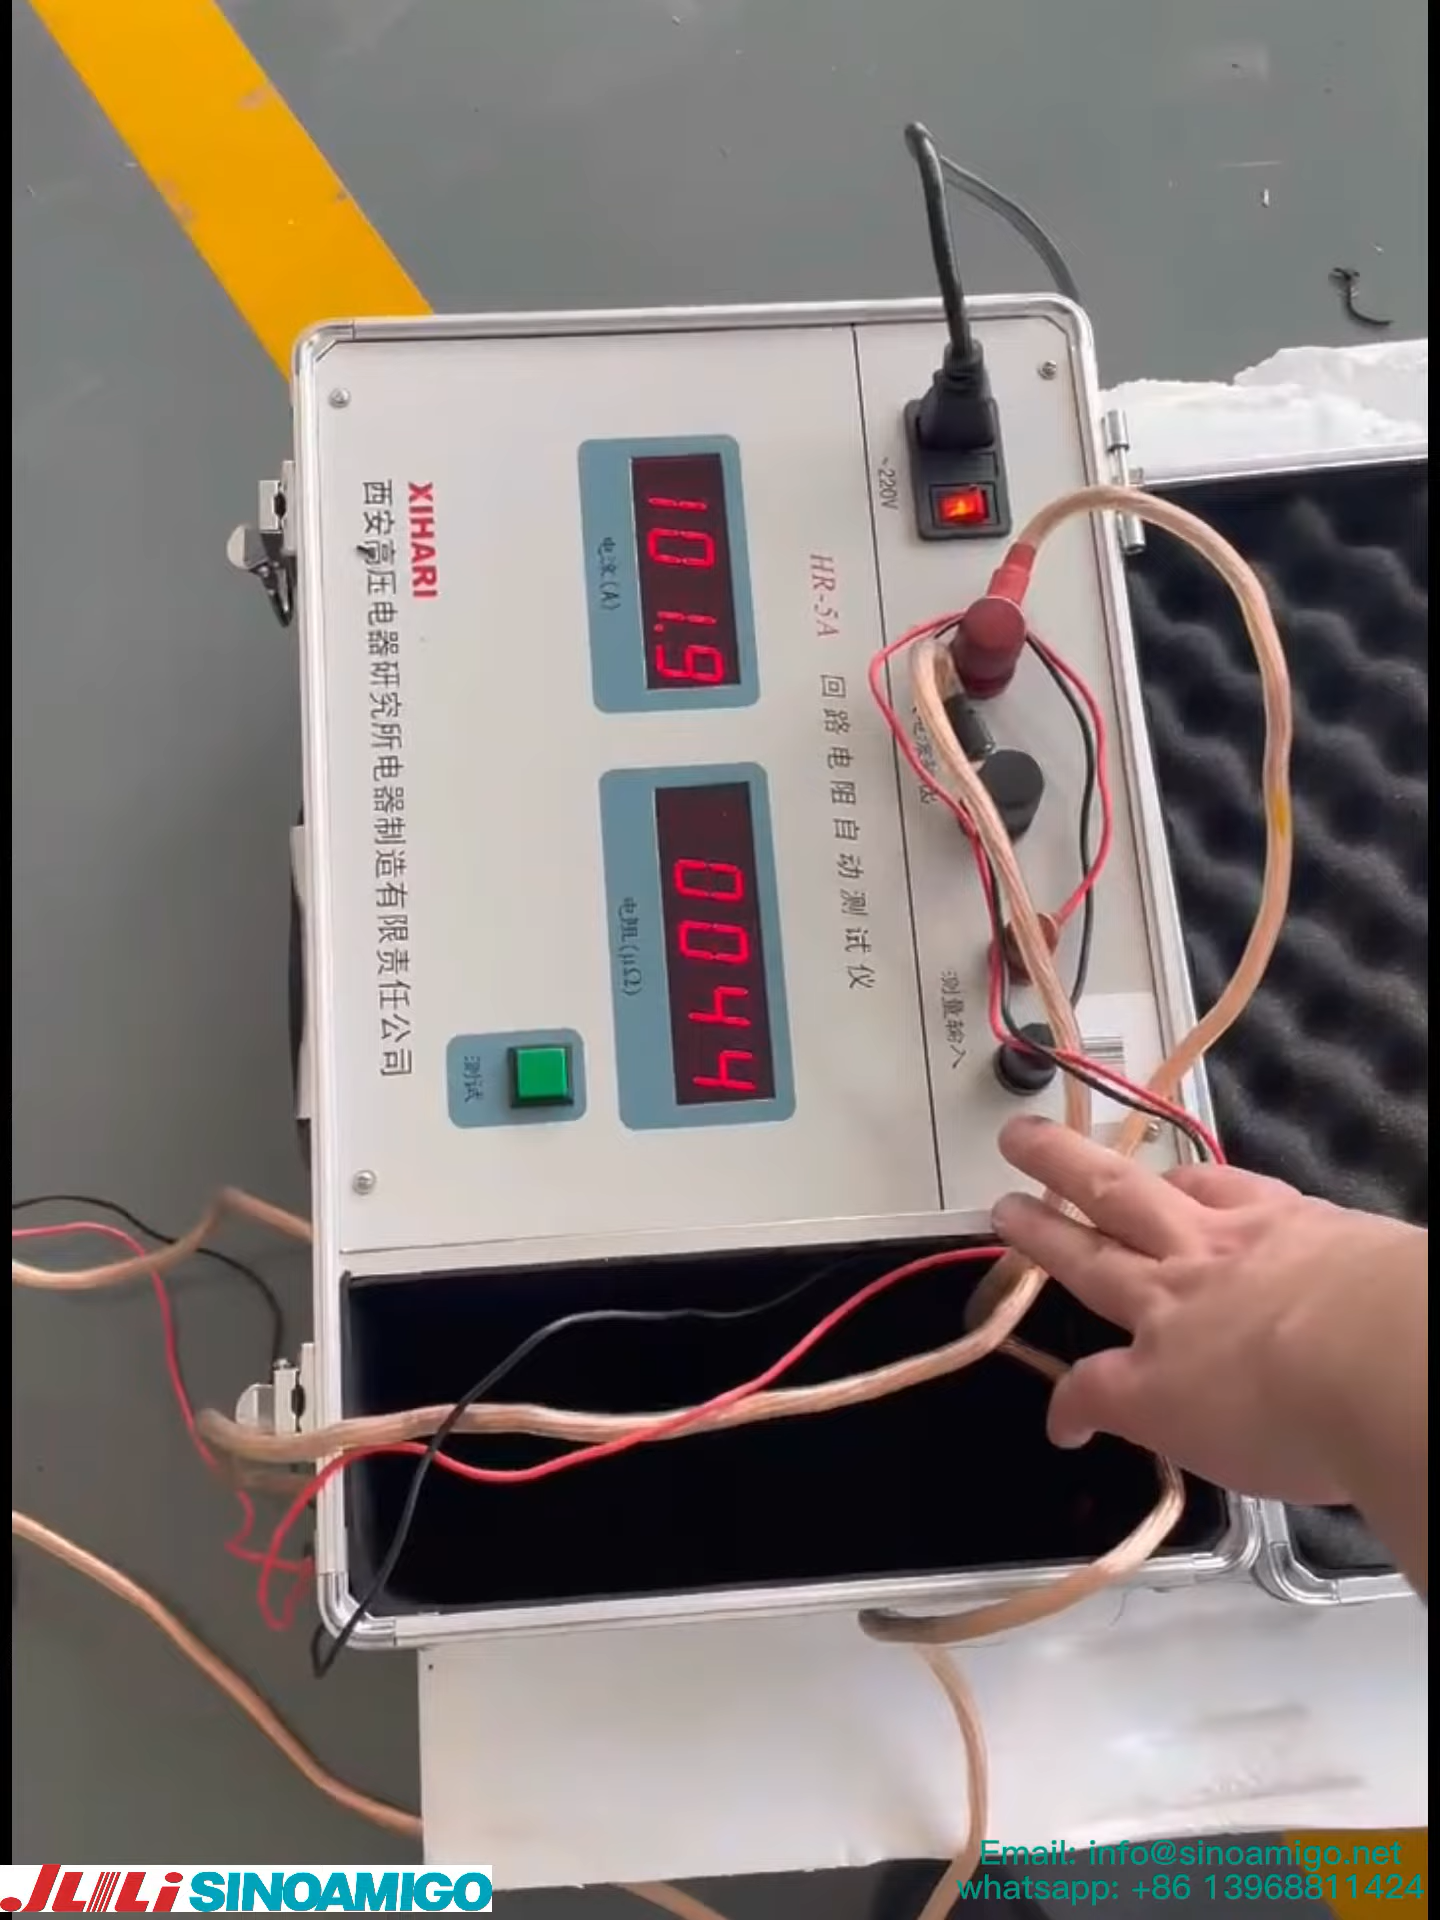 ~220V
HR-5A 回路电阻自动测试仪
测量输入
101.9
电流(A)
0044
电阻(μΩ)
测试
XIHARI
西安高压电器研究所电器制造有限责任公司
JLILI SINOAMIGO
Email: info@sinoamigo.net
whatsapp: +86 13968811424